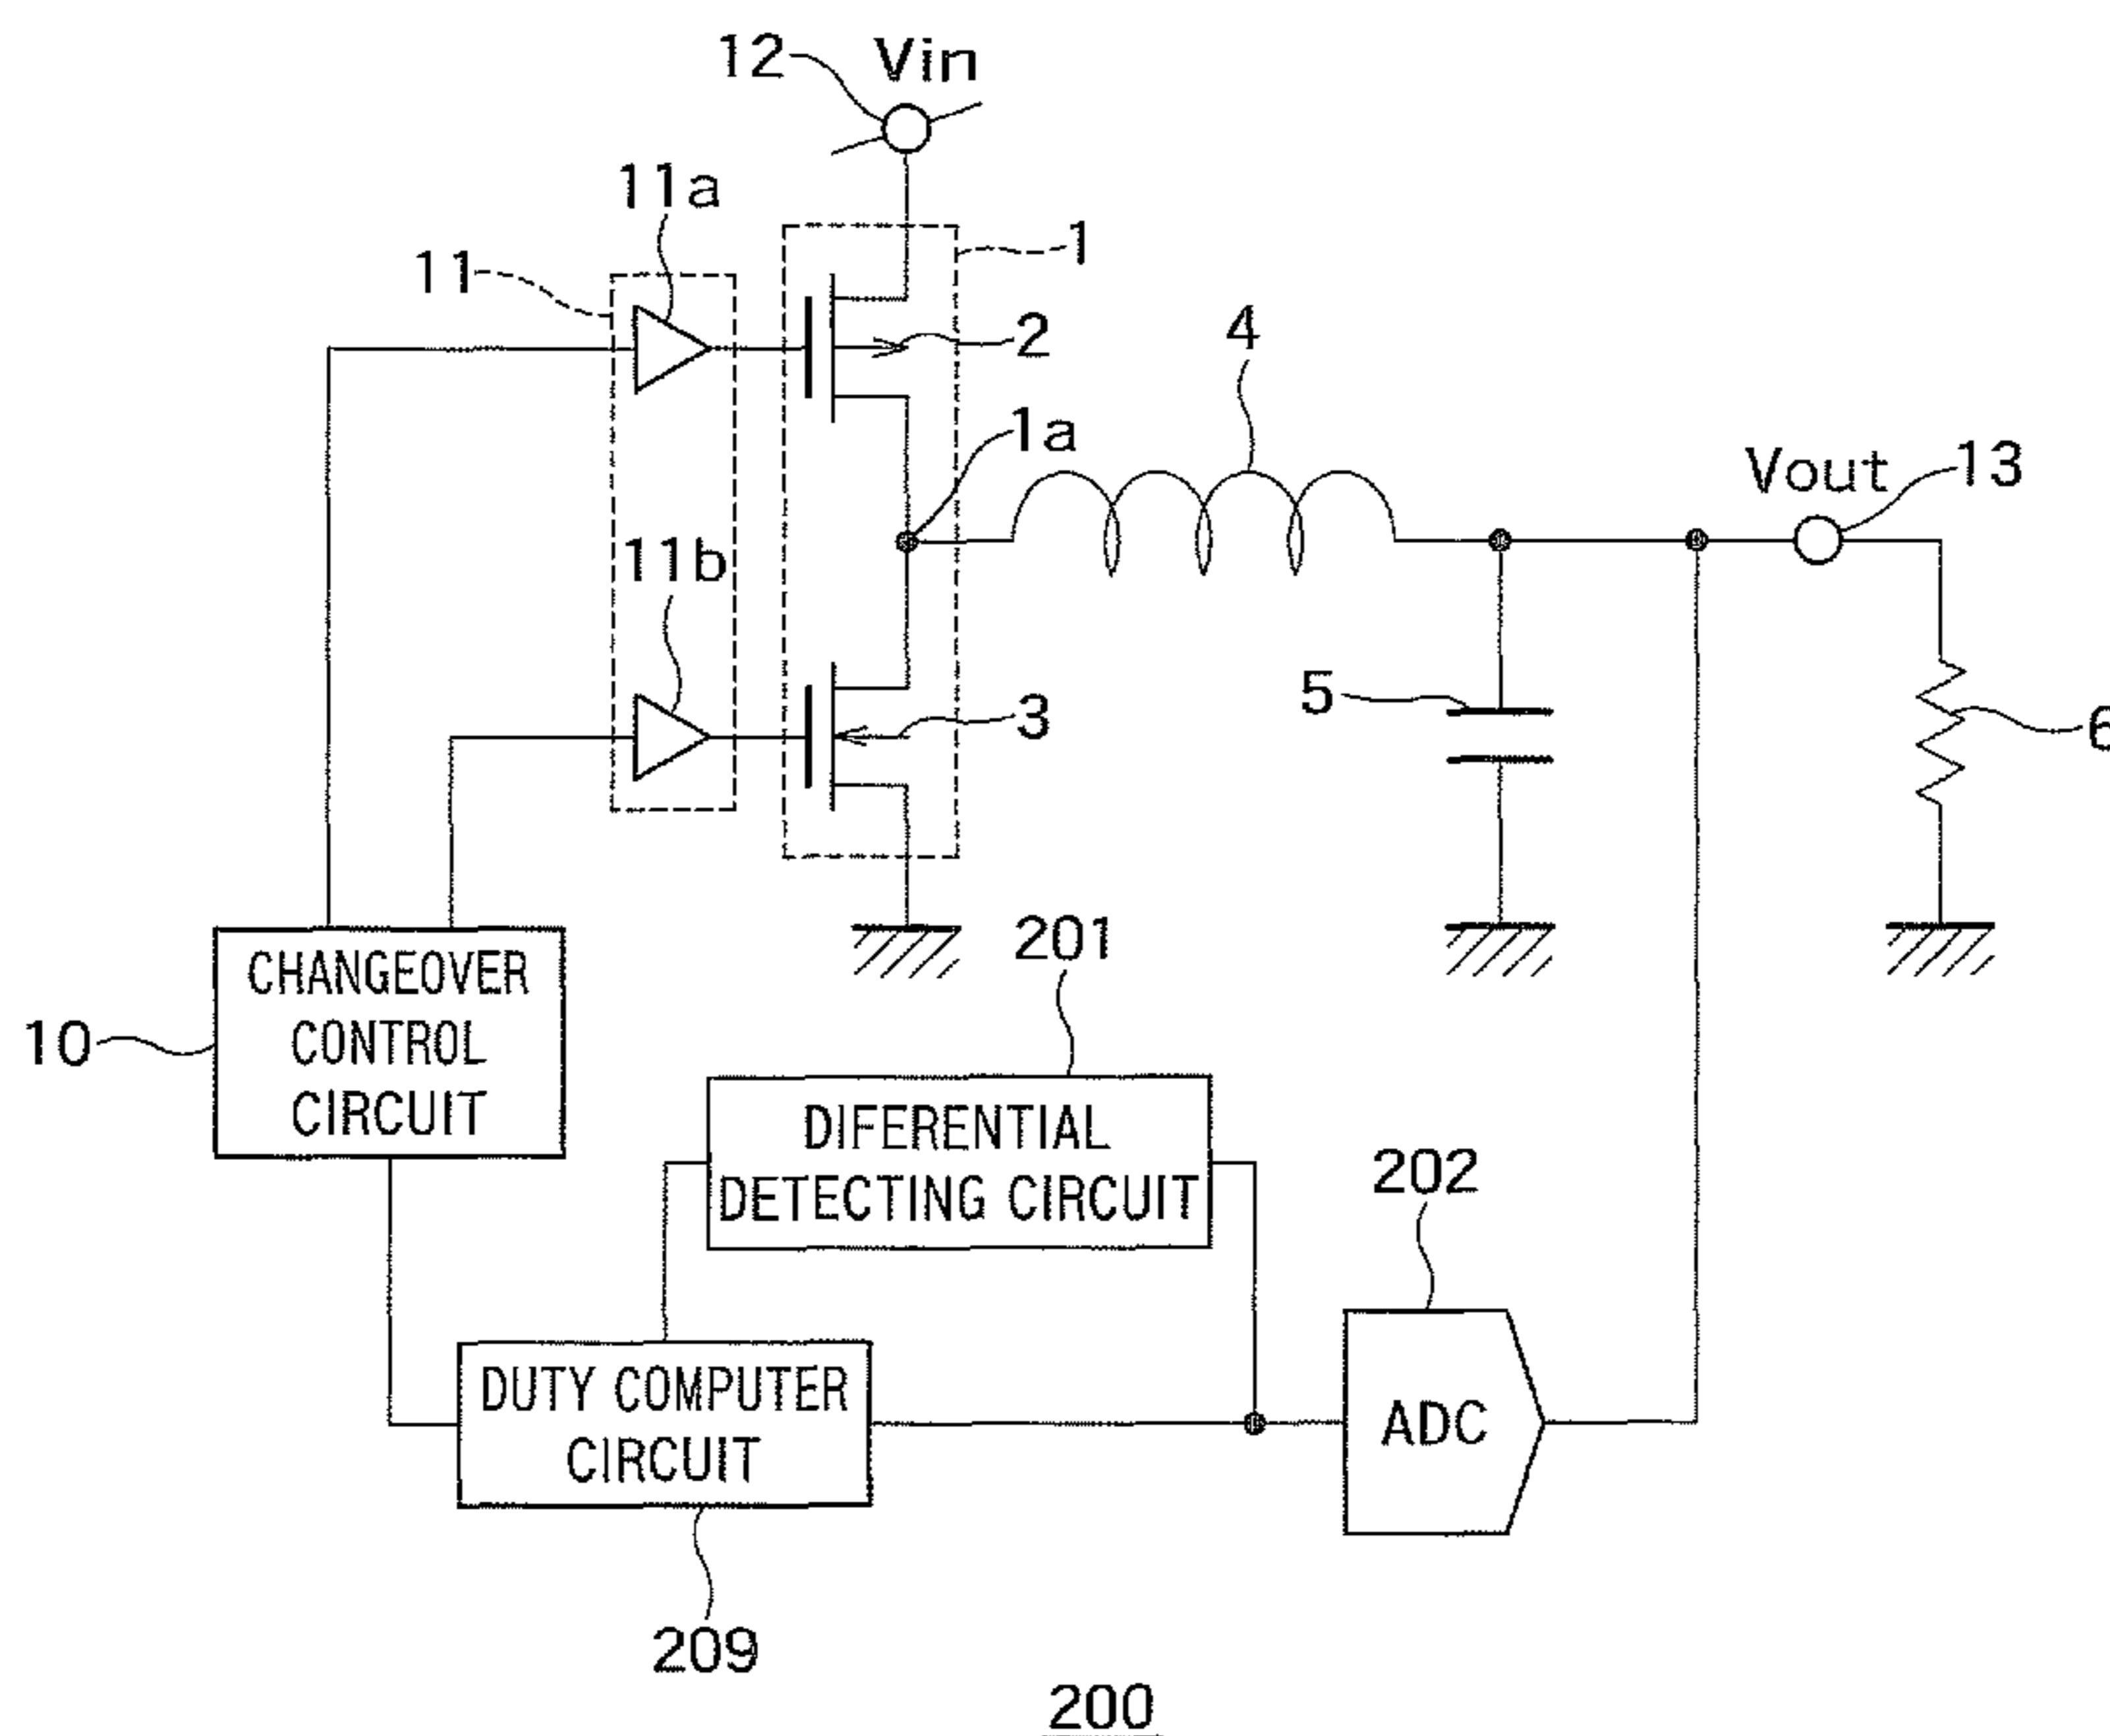 12 Vin
11a
11
1
2
4
1a
Vout 13
11b
5
3
6
201
CHANGEOVER
CONTROL
CIRCUIT
10
DIFERENTIAL
DETECTING CIRCUIT
202
DUTY COMPUTER
CIRCUIT
ADC
209
200